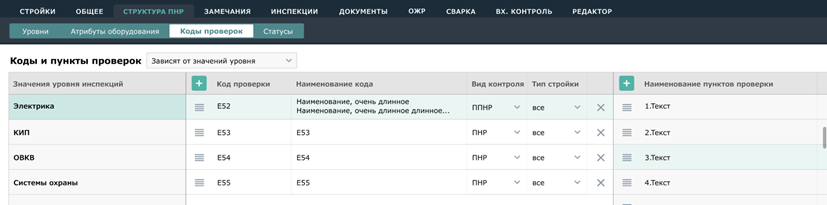 СТРОЙКИ ОБЩЕЕ СТРУКТУРА ПНР ЗАМЕЧАНИЯ ИНСПЕКЦИИ ДОКУМЕНТЫ ОЖР СВАРКА ВХ. КОНТРОЛЬ РЕДАКТОР
Уровни Атрибуты оборудования Коды проверок Статусы
Коды и пункты проверок Зависят от значений уровня
Значения уровня инспекций + Код проверки Наименование кода Вид контроля Тип стройки + Наименование пунктов проверки
Электрика E52 Наименование, очень длинное ППНР все 1.Текст
Наименование, очень длинное длинное...
КИП E53 E53 ПНР все 2.Текст
ОВКВ E54 E54 ПНР все 3.Текст
Системы охраны E55 E55 ПНР все 4.Текст